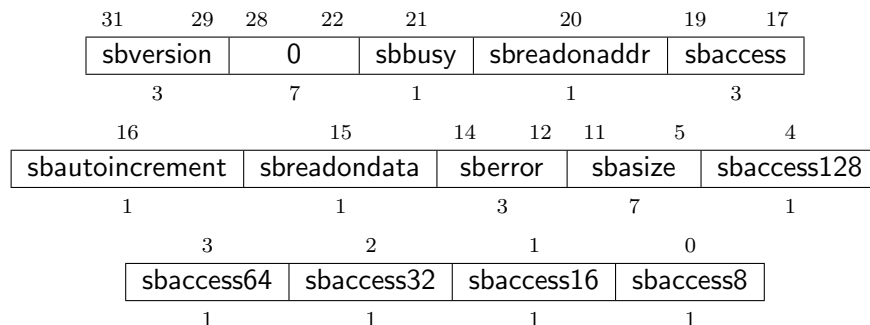 31 29 28 22 21 20 19 17
sbversion 0 sbbusy sbreadonaddr sbaccess
3 7 1 1 3
16 15 14 12 11 5 4
sbautoincrement sbreadondata sberror sbasize sbaccess128
1 1 3 7 1
3 2 1 0
sbaccess64 sbaccess32 sbaccess16 sbaccess8
1 1 1 1